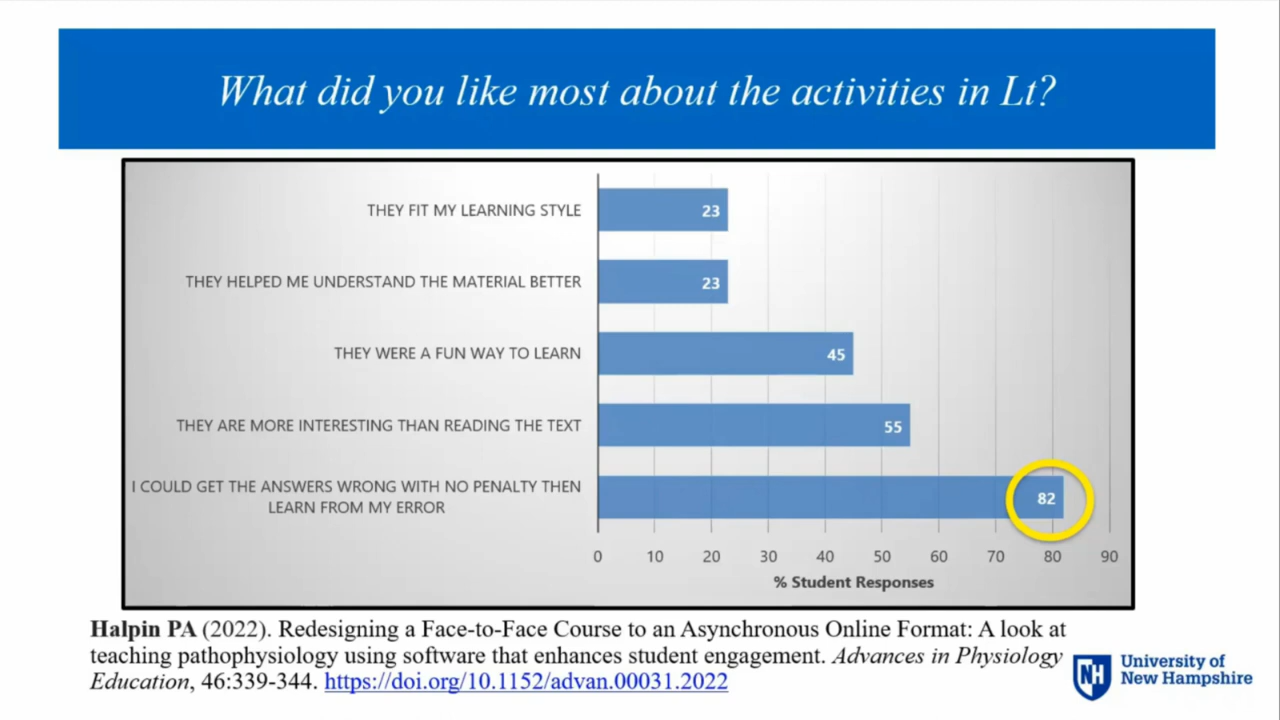 What did you like most about the activities in Lt?
THEY FIT MY LEARNING STYLE
23
THEY HELPED ME UNDERSTAND THE MATERIAL BETTER
23
THEY WERE A FUN WAY TO LEARN
45
THEY ARE MORE INTERESTING THAN READING THE TEXT
55
I COULD GET THE ANSWERS WRONG WITH NO PENALTY THEN
LEARN FROM MY ERROR
82
0 10 20 30 40 50 60 70 80 90
% Student Responses
Halpin PA (2022). Redesigning a Face-to-Face Course to an Asynchronous Online Format: A look at
teaching pathophysiology using software that enhances student engagement. Advances in Physiology
Education, 46:339-344. https://doi.org/10.1152/advan.00031.2022
NH
University of
New Hampshire